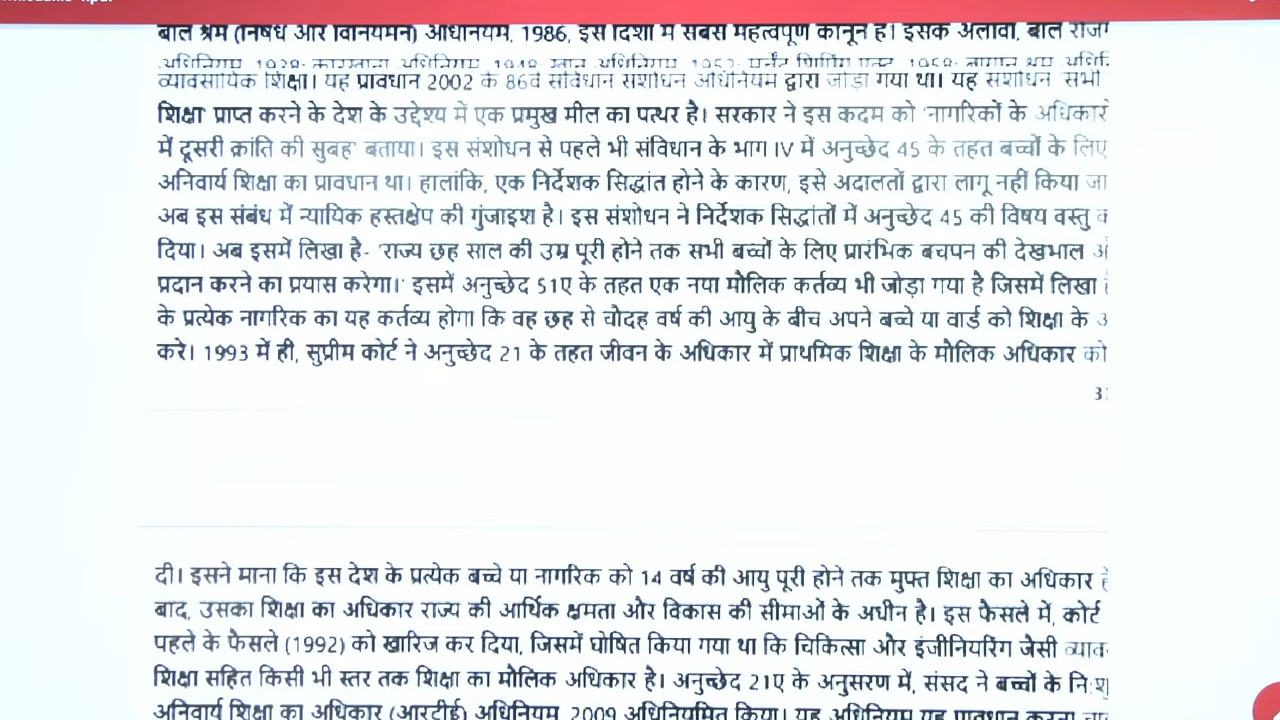 बाल श्रम (निषेध और विनियमन) अधिनियम, 1986, इस दिशा में सबसे महत्वपूर्ण कानून है। इसके अलावा, बाल
व्यावसायिक शिक्षा। यह प्रावधान 2002 के 86वें संविधान संशोधन अधिनियम द्वारा जोड़ा गया था। यह संशोधन 'सभी
शिक्षा' प्राप्त करने के देश के उद्देश्य में एक प्रमुख मील का पत्थर है। सरकार ने इस कदम को 'नागरिकों के
में दूसरी क्रांति की सुबह' बताया। इस संशोधन से पहले भी संविधान के भाग IV में अनुच्छेद 45 के तहत बच्चों के लिए
अनिवार्य शिक्षा का प्रावधान था। हालांकि, एक निर्देशक सिद्धांत होने के कारण, इसे अदालतों द्वारा लागू नहीं किया जा
अब इस संबंध में न्यायिक हस्तक्षेप की गुंजाइश है। इस संशोधन ने निर्देशक सिद्धांतों में अनुच्छेद 45 की विषय वस्तु
दिया। अब इसमें लिखा है- 'राज्य छह साल की उम्र पूरी होने तक सभी बच्चों के लिए प्रारंभिक बचपन की देखभाल
प्रदान करने का प्रयास करेगा।' इसमें अनुच्छेद 51ए के तहत एक नया मौलिक कर्तव्य भी जोड़ा गया है जिसमें लिखा
के प्रत्येक नागरिक का यह कर्तव्य होगा कि वह छह से चौदह वर्ष की आयु के बीच अपने बच्चे या वार्ड को शिक्षा के
करे। 1993 में ही, सुप्रीम कोर्ट ने अनुच्छेद 21 के तहत जीवन के अधिकार में प्राथमिक शिक्षा के मौलिक अधिकार को
दी। इसने माना कि इस देश के प्रत्येक बच्चे या नागरिक को 14 वर्ष की आयु पूरी होने तक मुफ्त शिक्षा का अधिकार
बाद, उसका शिक्षा का अधिकार राज्य की आर्थिक क्षमता और विकास की सीमाओं के अधीन है। इस फैसले में, कोर्ट
पहले के फैसले (1992) को खारिज कर दिया, जिसमें घोषित किया गया था कि चिकित्सा और इंजीनियरिंग जैसी
शिक्षा सहित किसी भी स्तर तक शिक्षा का मौलिक अधिकार है। अनुच्छेद 21ए के अनुसरण में, संसद ने बच्चों के
अनिवार्य शिक्षा का अधिकार (आरटीई) अधिनियम, 2009 अधिनियमित किया। यह अधिनियम यह प्रावधान करना